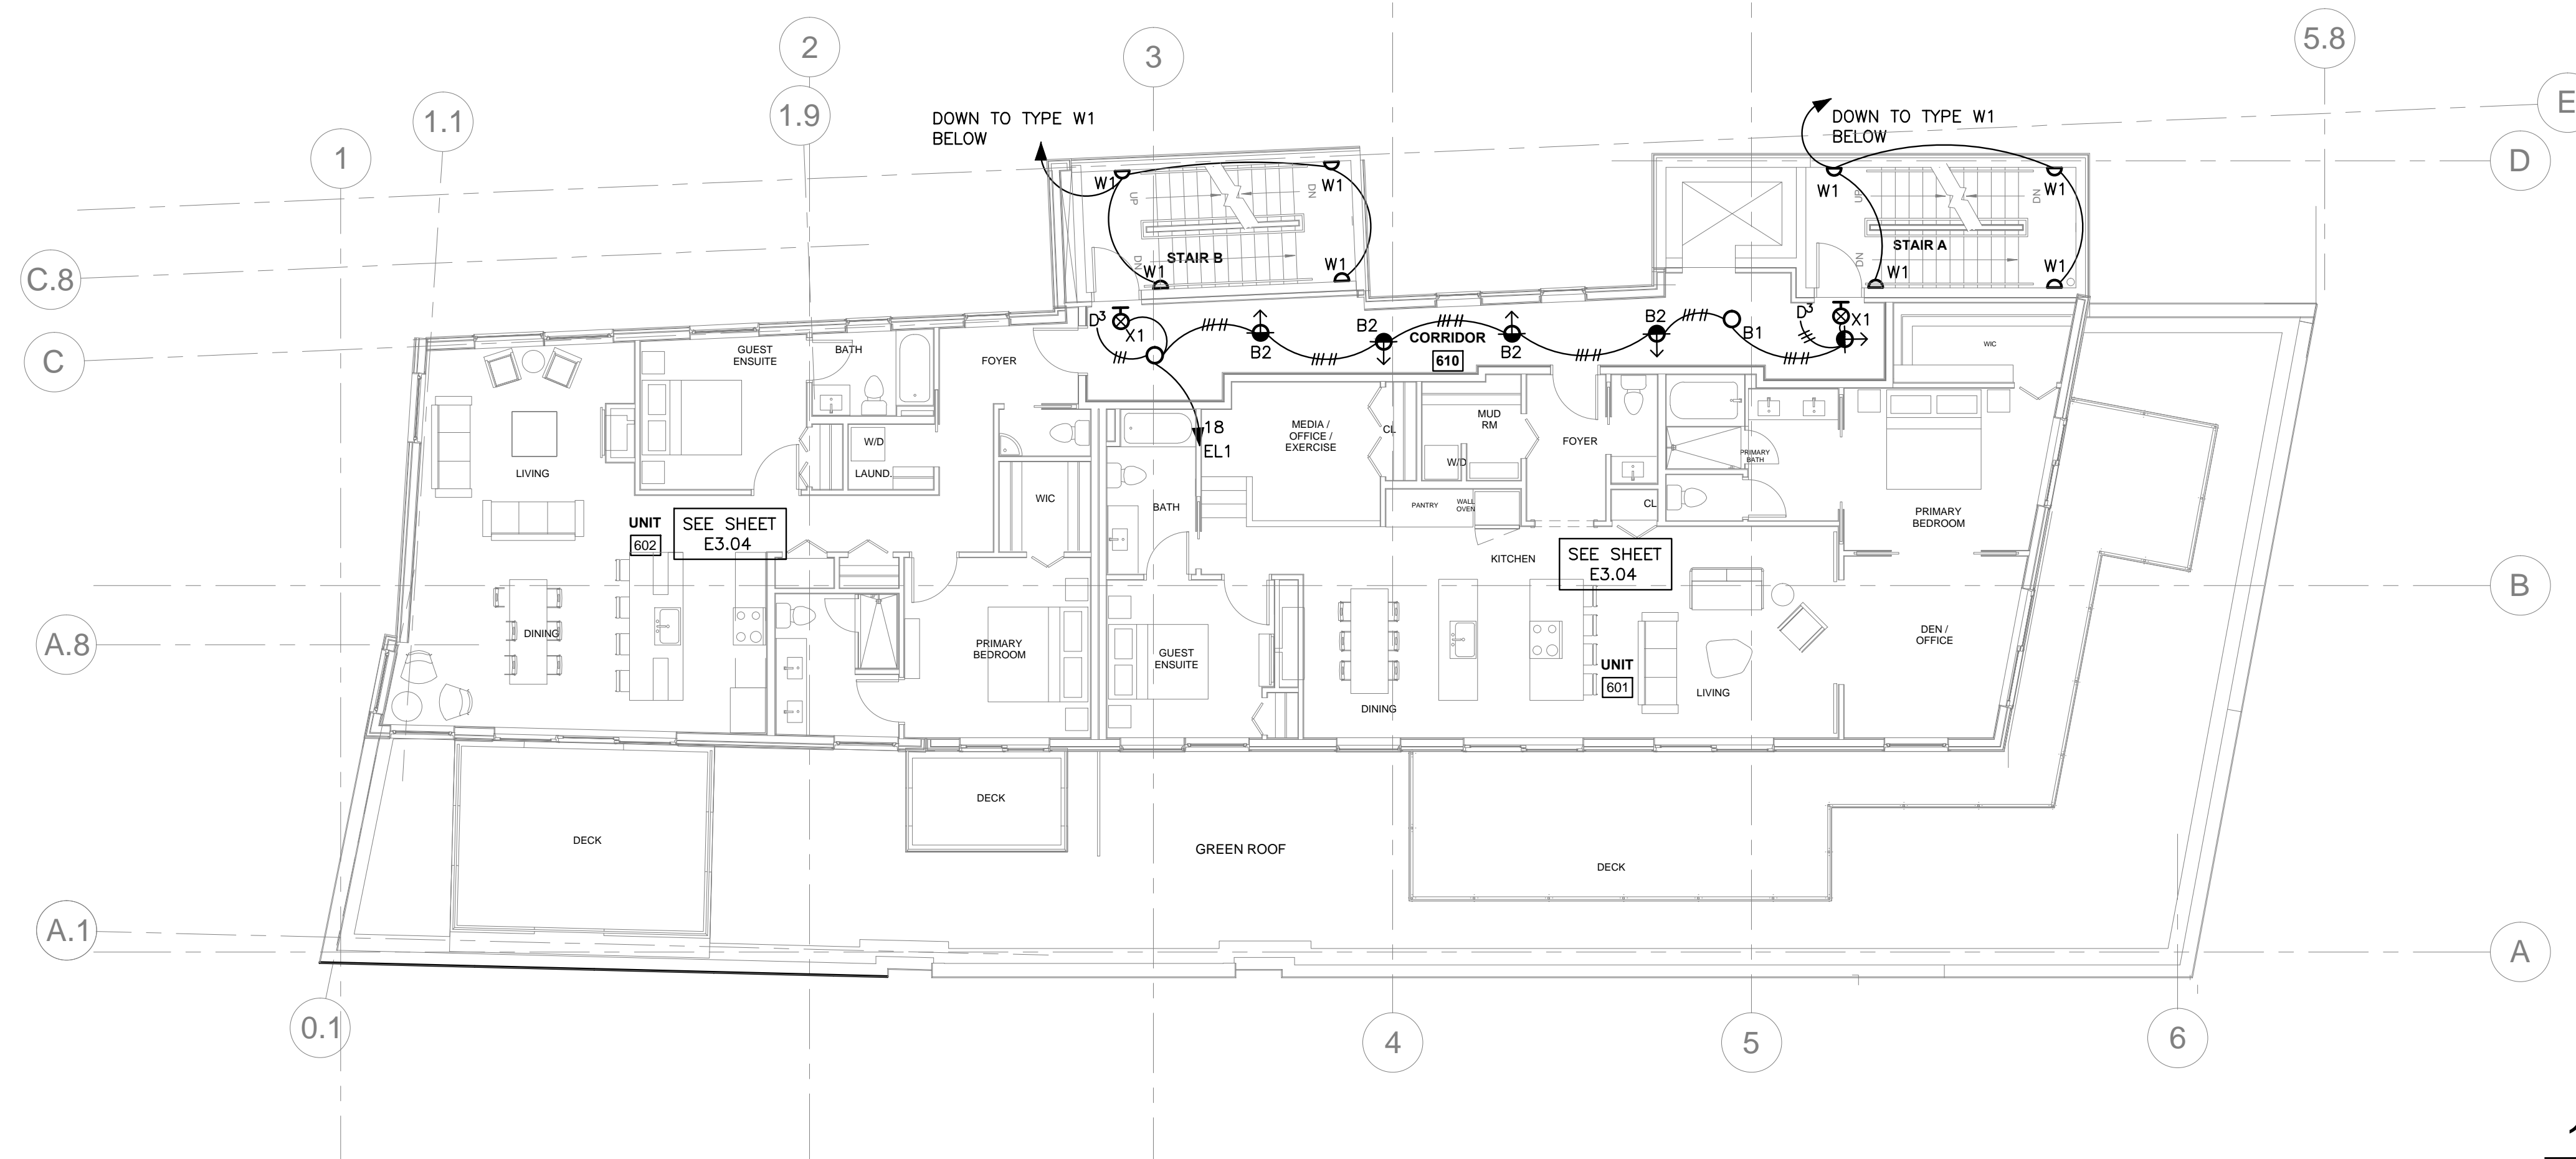 2
5.8
3
E
1.1
1.9
DOWN TO TYPE W1
BELOW
DOWN TO TYPE W1
BELOW
1
D
W1
W1
W1
W1
UP
DN
UP
DN
STAIR B
STAIR A
DN
DN
W1
W1
W1
W1
C.8
C
D3
X1
B2
B2
CORRIDOR
610
B2
B2
B1
D3
X1
GUEST
ENSUITE
BATH
FOYER
WIC
18
EL1
MEDIA /
OFFICE /
EXERCISE
CL
MUD
RM
W/D
FOYER
W/D
LAUND.
LIVING
PRIMARY
BATH
WIC
BATH
PANTRY
WALL
OVEN
CL
PRIMARY
BEDROOM
UNIT
602
SEE SHEET
E3.04
KITCHEN
SEE SHEET
E3.04
B
A.8
DINING
PRIMARY
BEDROOM
GUEST
ENSUITE
UNIT
601
DEN /
OFFICE
LIVING
DINING
DECK
DECK
GREEN ROOF
DECK
A.1
A
0.1
4
5
6